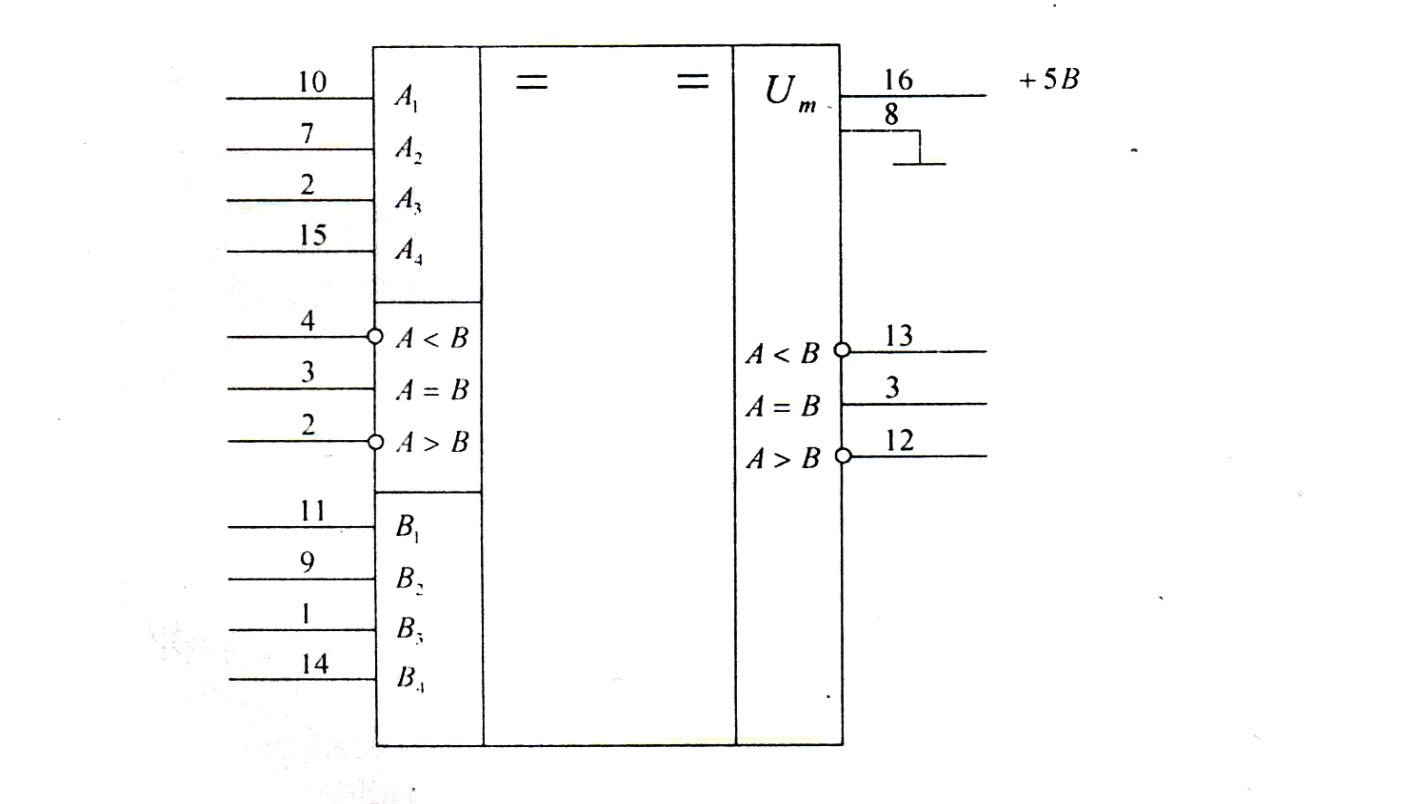 10 A₁ = = Uₘ 16 +5В
8
7 A₂
2 A₃
15 A₄
4 A < B A < B 13
3 A = B A = B 3
2 A > B A > B 12
11 B₁
9 B₂
1 B₃
14 B₄